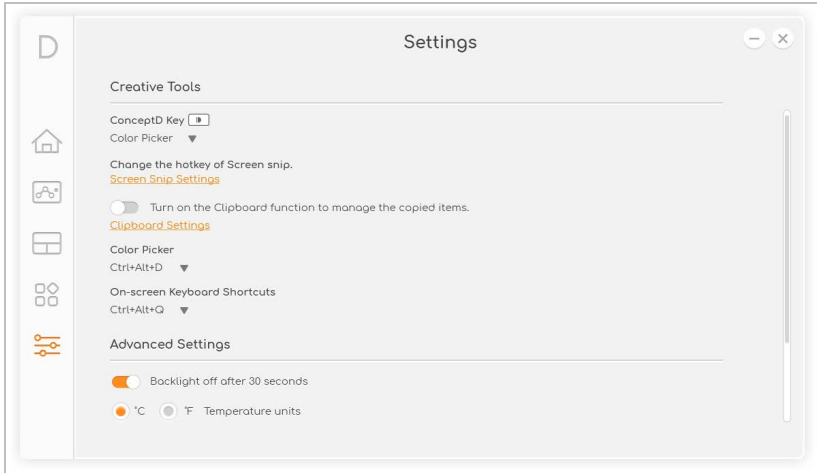 D
Settings
Creative Tools
ConceptD Key
Color Picker
Change the hotkey of Screen snip.
Screen Snip Settings
Turn on the Clipboard function to manage the copied items.
Clipboard Settings
Color Picker
Ctrl+Alt+D
On-screen Keyboard Shortcuts
Ctrl+Alt+Q
Advanced Settings
Backlight off after 30 seconds
°C °F Temperature units